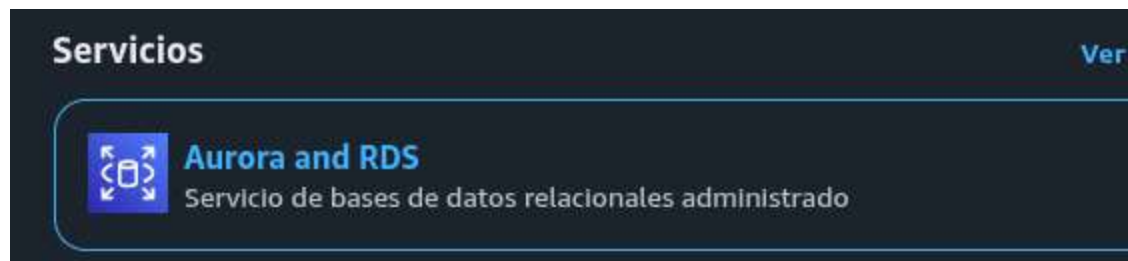 Servicios
Ver
Aurora and RDS
Servicio de bases de datos relacionales administrado